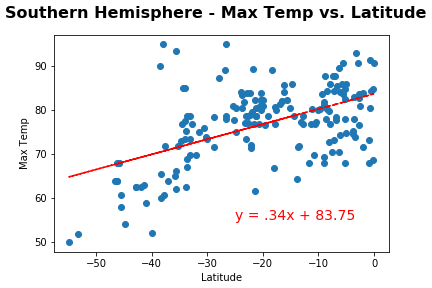 Southern Hemisphere - Max Temp vs. Latitude
90
80
70
60
50
Max Temp
y = .34x + 83.75
−50 −40 −30 −20 −10 0
Latitude